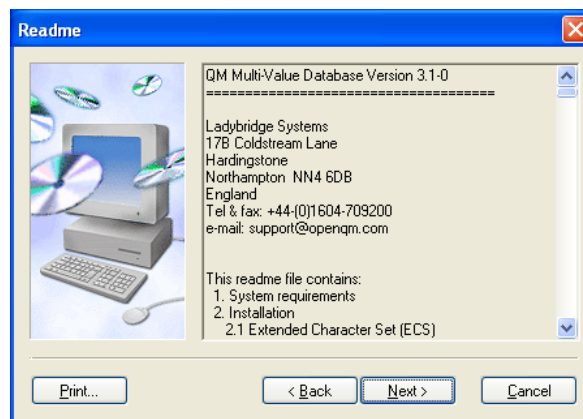 Readme
QM Multi-Value Database Version 3.1-0
=====================================
Ladybridge Systems
17B Coldstream Lane
Hardingstone
Northampton  NN4 6DB
England
Tel & fax: +44-(0)1604-709200
e-mail: support@openqm.com
This readme file contains:
1. System requirements
2. Installation
2.1 Extended Character Set (ECS)
Print...
< Back
Next >
Cancel